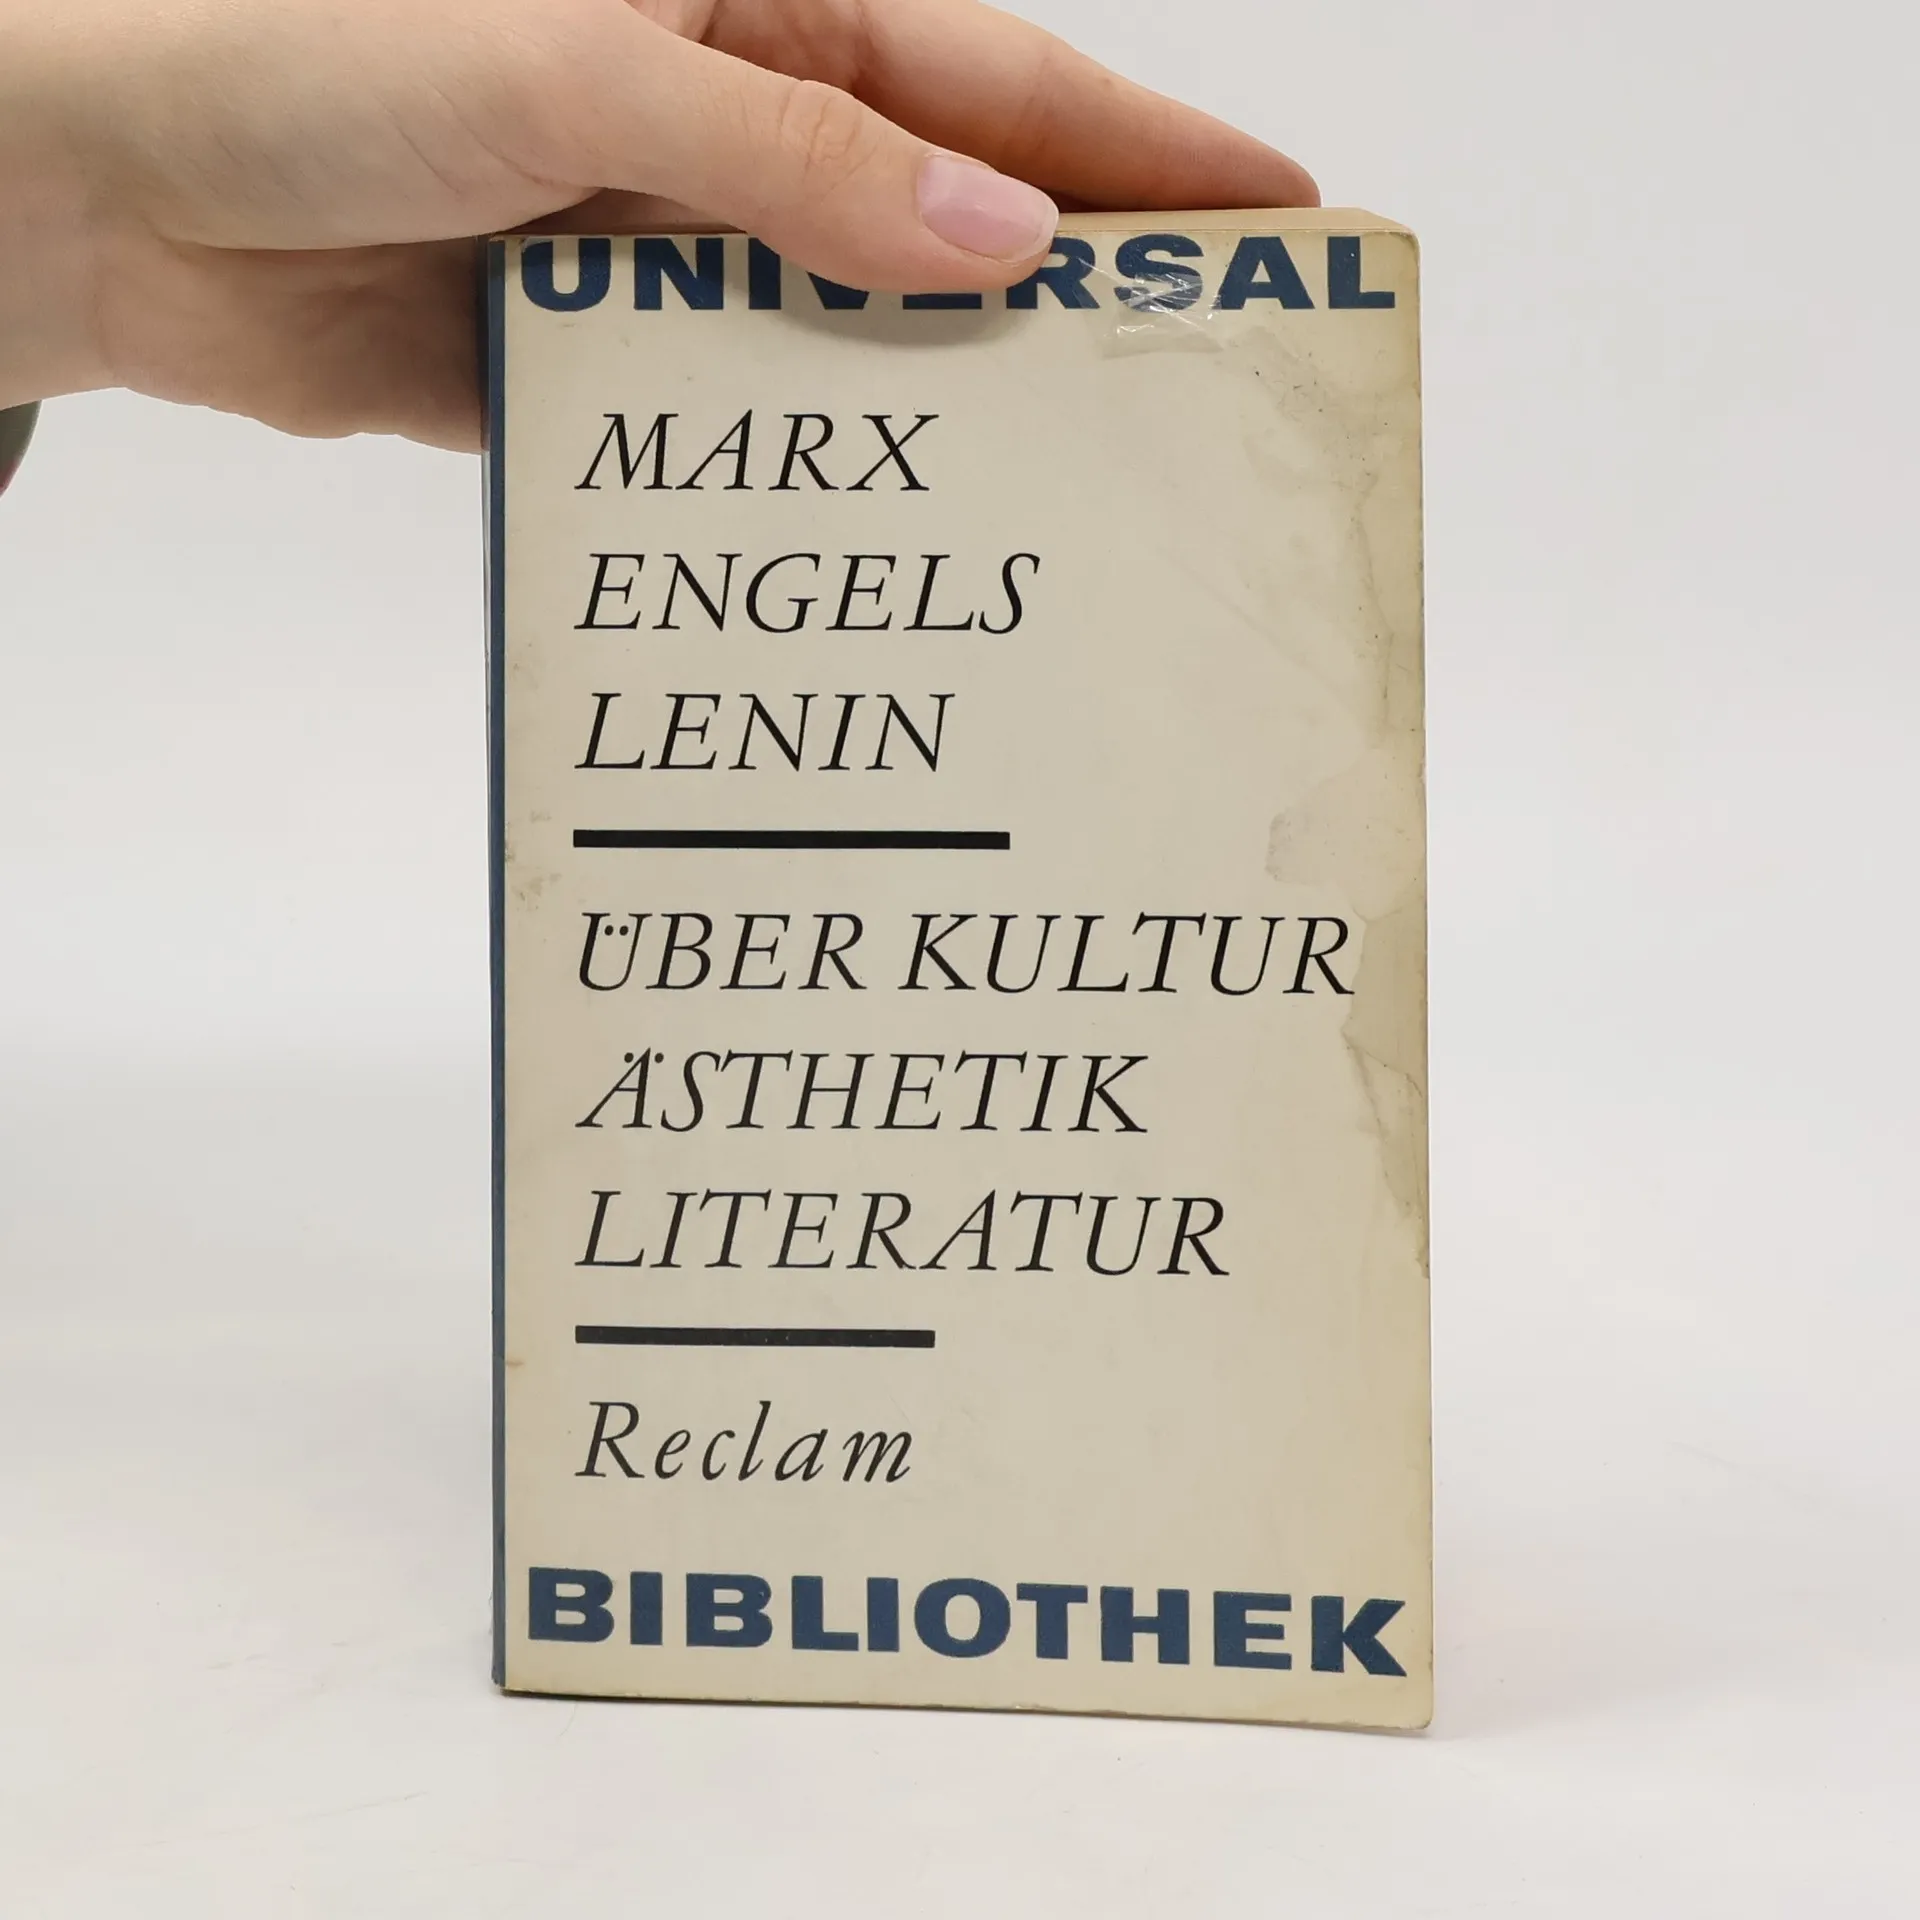 UNIVERSAL
MARX
ENGELS
LENIN
ÜBER KULTUR
ÄSTHETIK
LITERATUR
Reclam
BIBLIOTHEK